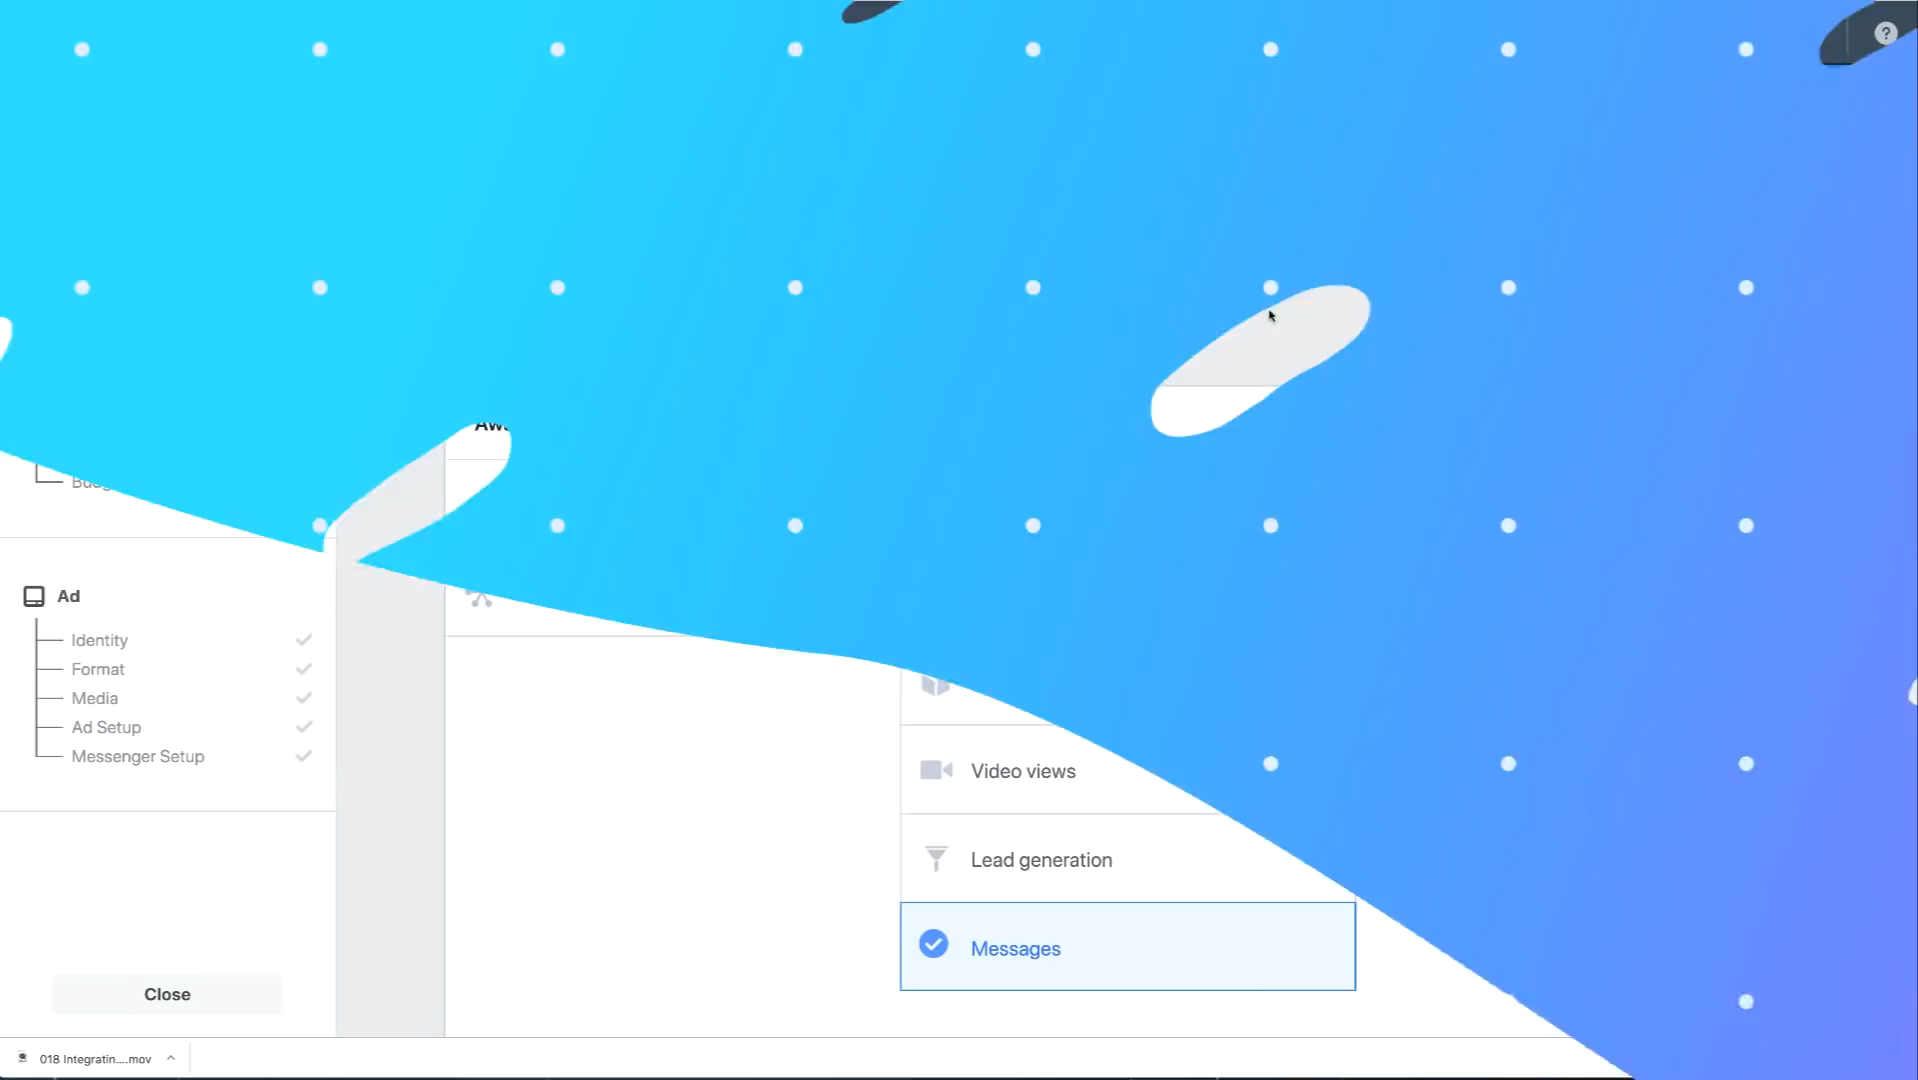 ?
Ad
Identity
Format
Media
Ad Setup
Messenger Setup
Close
Video views
Lead generation
Messages
018 Integratin....mov